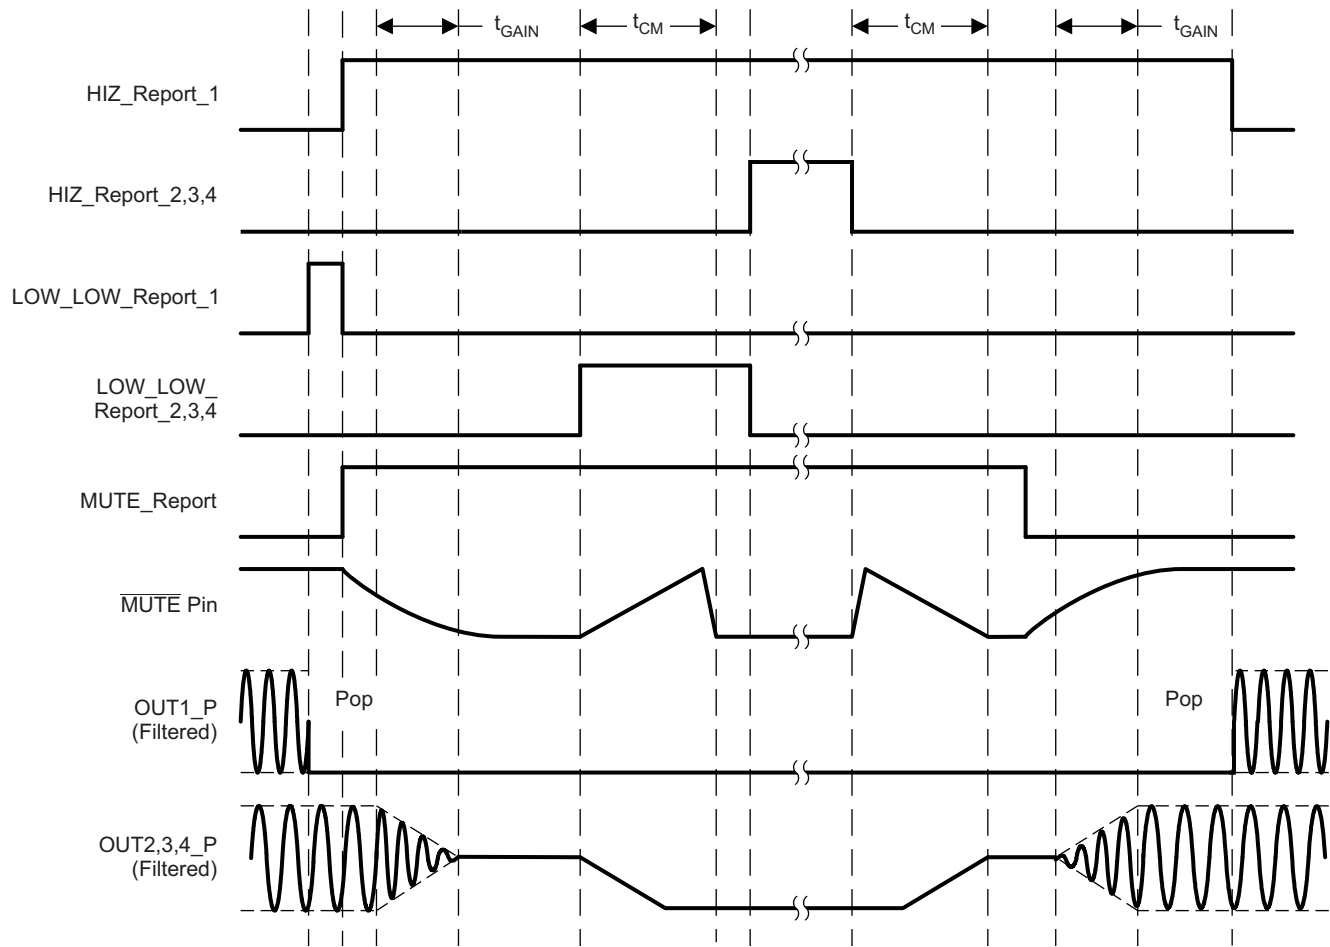 tGAIN
tCM
tCM
tGAIN
HIZ_Report_1
HIZ_Report_2,3,4
LOW_LOW_Report_1
LOW_LOW_
Report_2,3,4
MUTE_Report
MUTE Pin
OUT1_P
(Filtered)
Pop
Pop
OUT2,3,4_P
(Filtered)